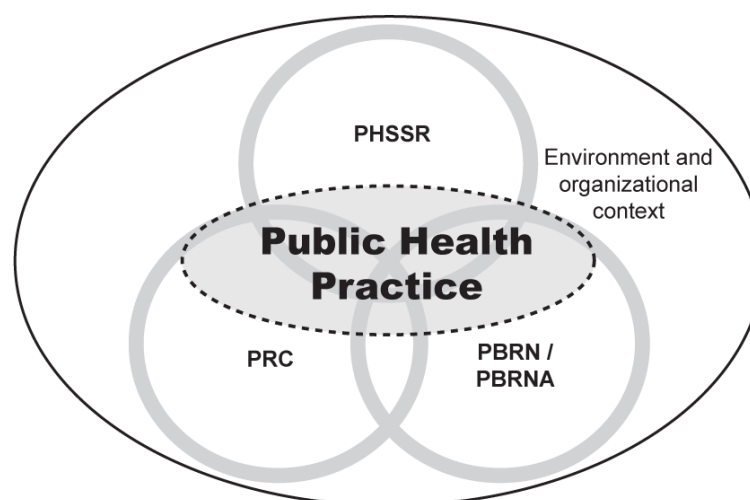 PHSSR
Environment and
organizational
context
Public Health
Practice
PRC
PBRN /
PBRNA